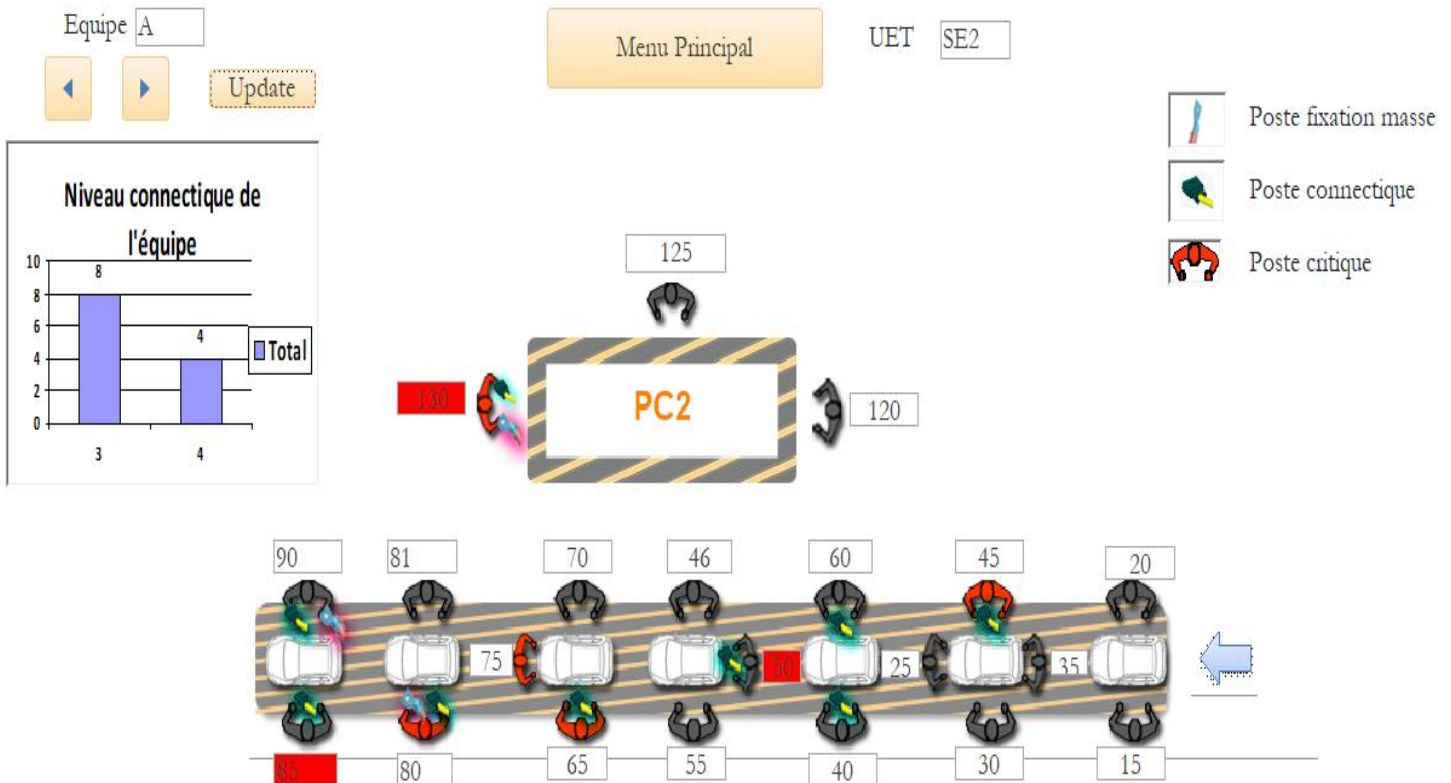 Equipe A
Menu Principal
UET SE2
Update
Poste fixation masse
Poste connectique
Poste critique
Niveau connectique de
l'équipe
10
8
6
4
2
0
8
4
3
4
Total
125
130
PC2
120
90 81 70 46 60 45 20
75 50 25 35
85 80 65 55 40 30 15